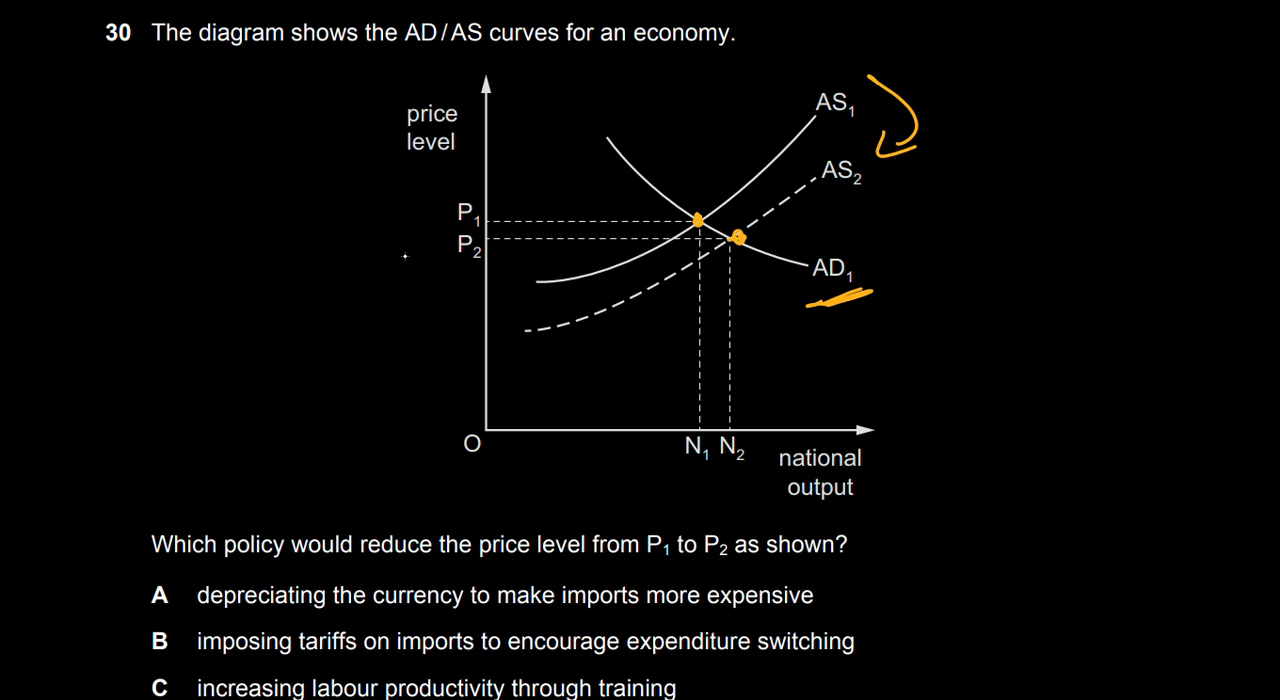 30 The diagram shows the AD / AS curves for an economy.
price
level
AS1
AS2
P1
P2
AD1
O
N1 N2
national
output
Which policy would reduce the price level from P1 to P2 as shown?
A depreciating the currency to make imports more expensive
B imposing tariffs on imports to encourage expenditure switching
C increasing labour productivity through training